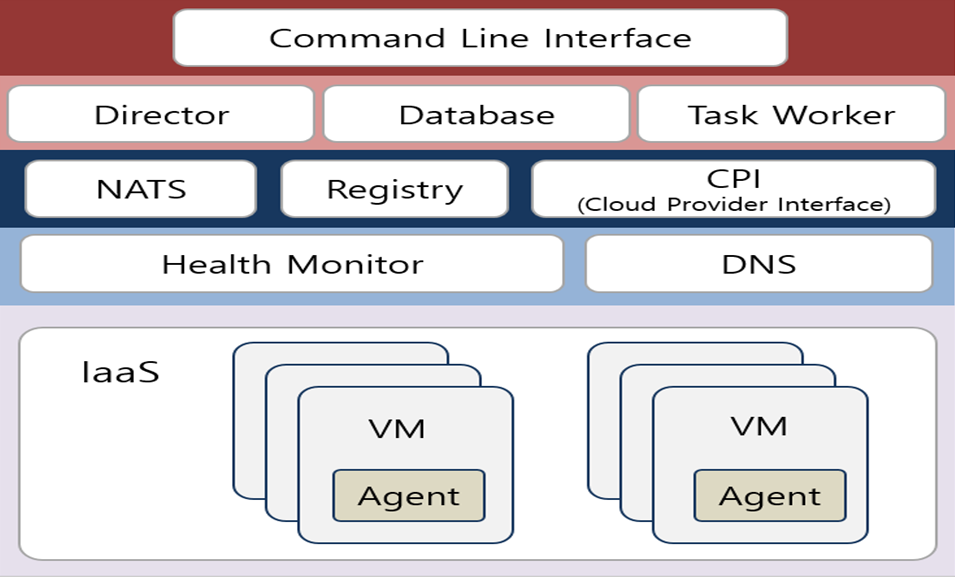 Command Line Interface
Director
Database
Task Worker
NATS
Registry
CPI
(Cloud Provider Interface)
Health Monitor
DNS
IaaS
VM
Agent
VM
Agent